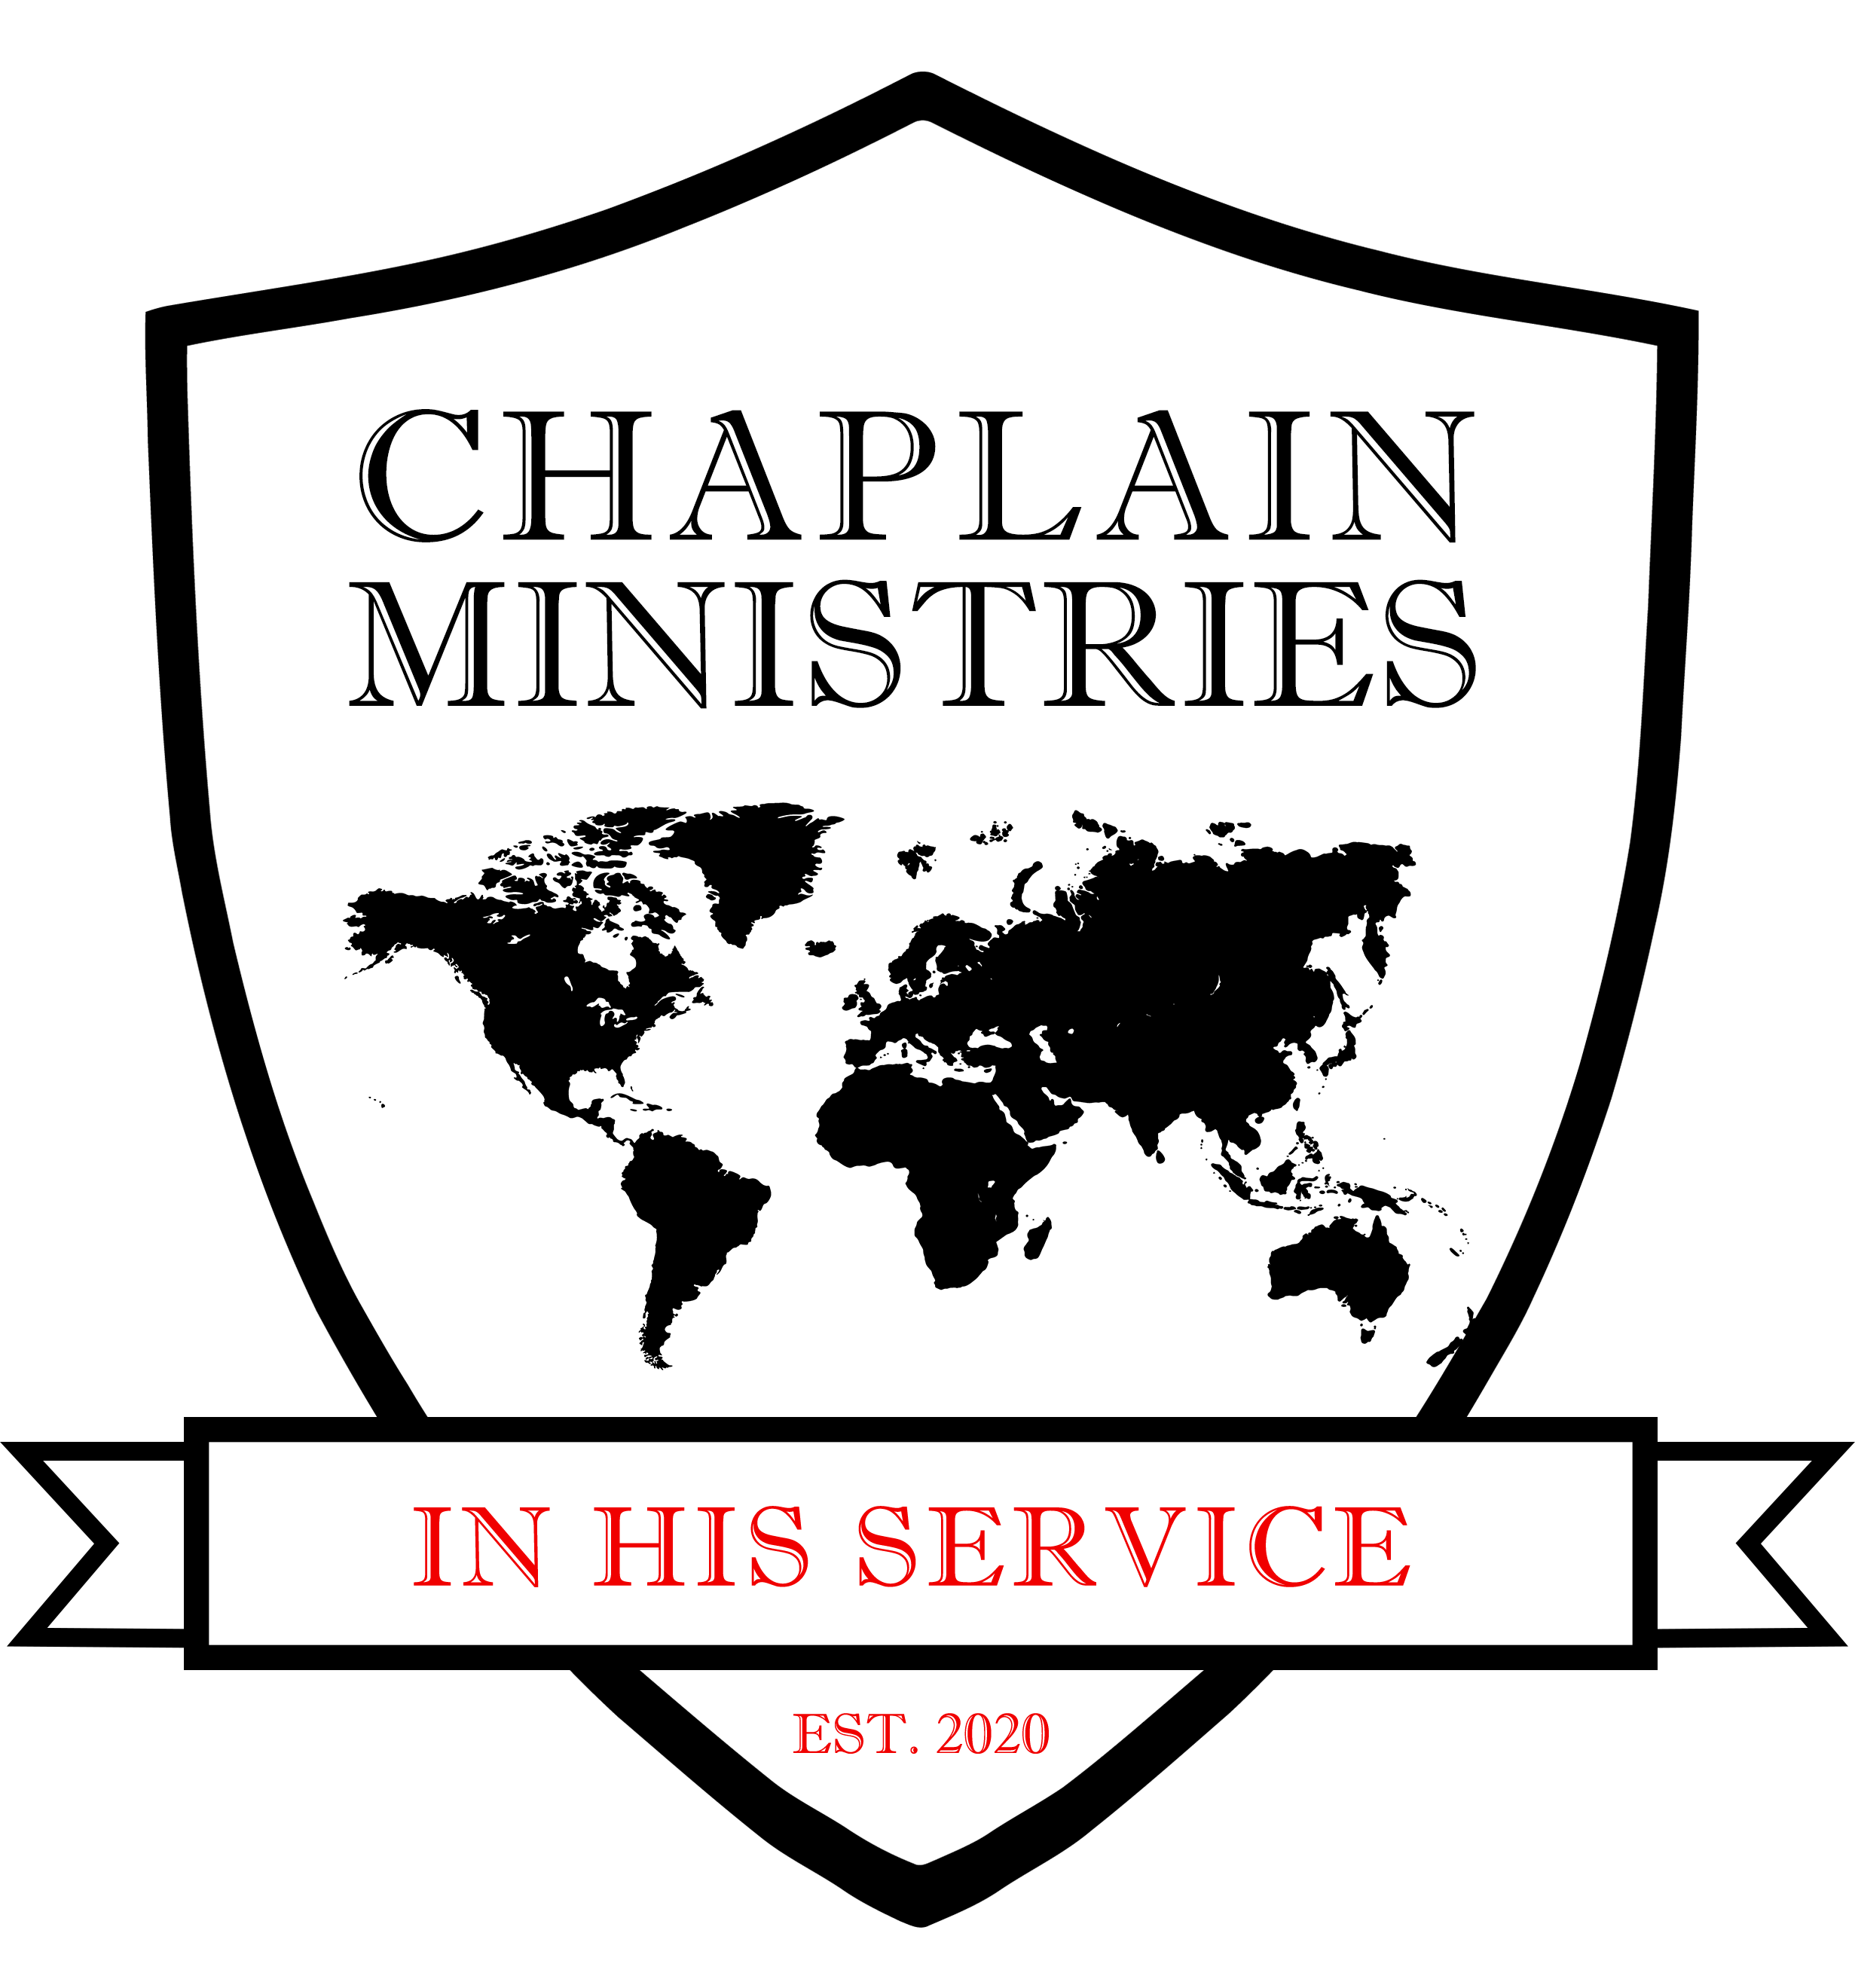 CHAPLAIN
MINISTRIES
IN HIS SERVICE
EST. 2020